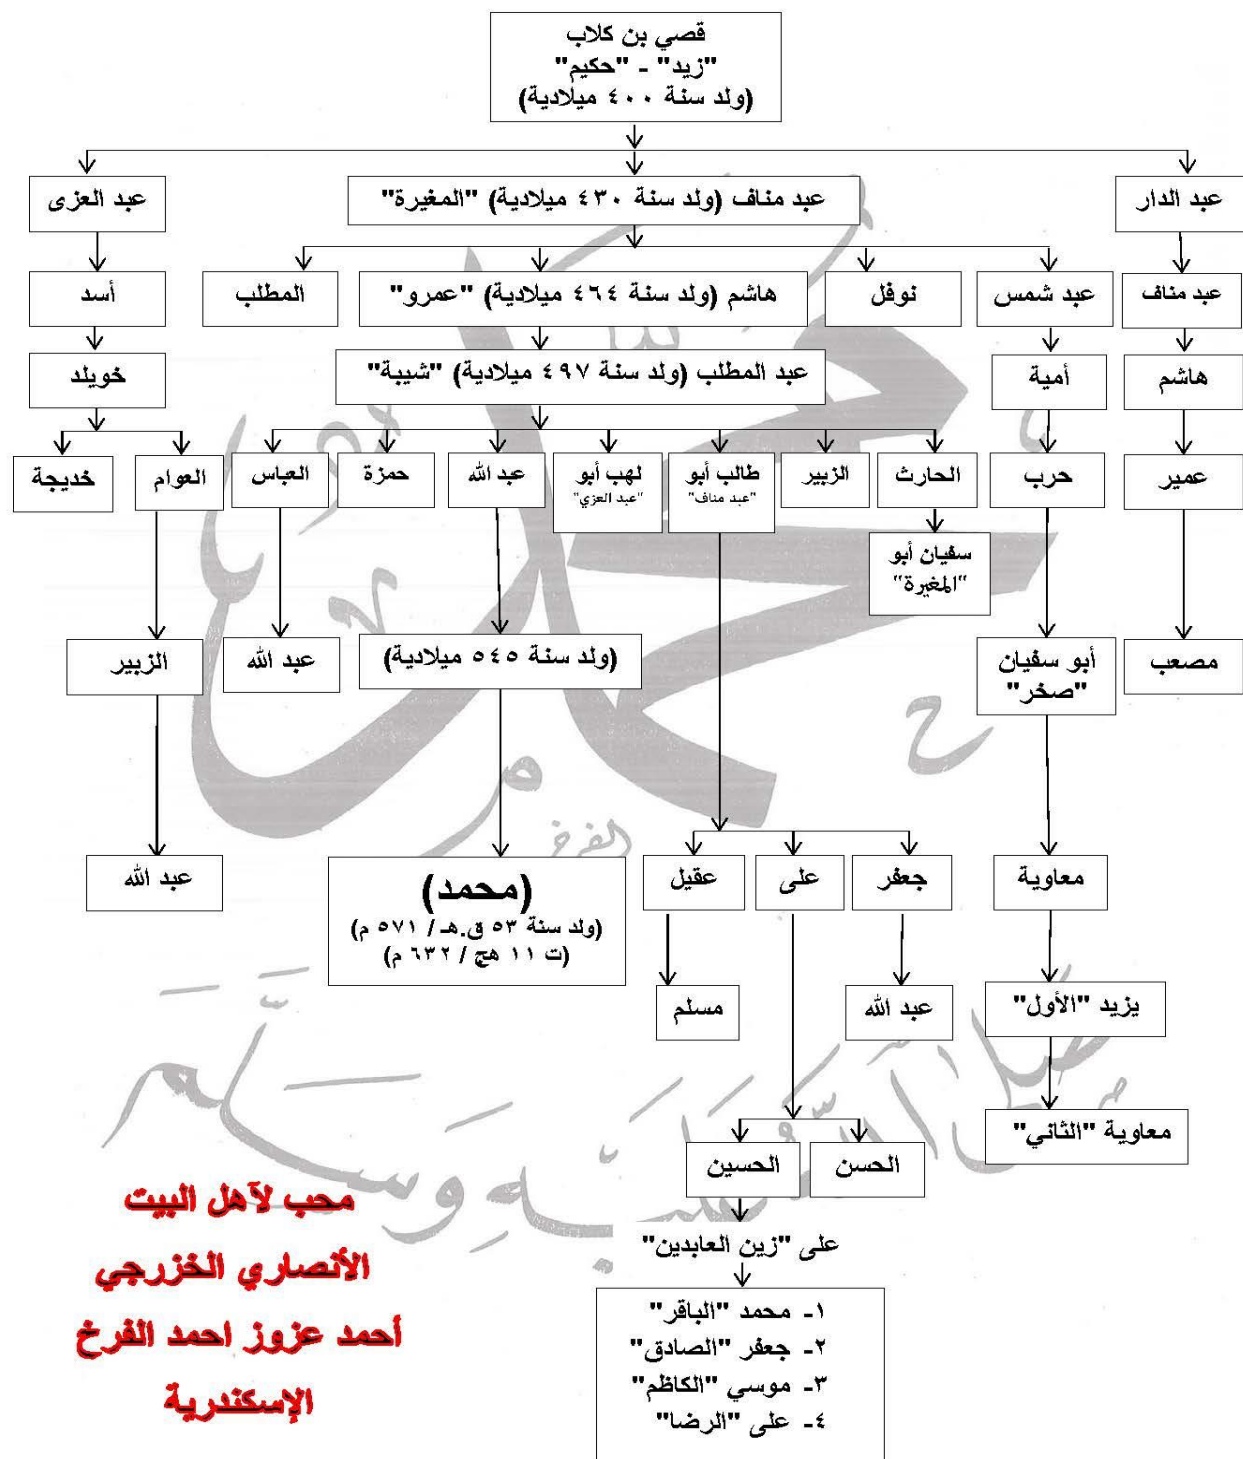 قصي بن كلاب
"زيد" - "حكيم"
(ولد سنة ٤٠٠ ميلادية)
عبد الدار
عبد مناف (ولد سنة ٤٣٠ ميلادية) "المغيرة"
عبد العزى
عبد مناف
عبد شمس
نوفل
هاشم (ولد سنة ٤٦٤ ميلادية) "عمرو"
المطلب
أسد
هاشم
أمية
عبد المطلب (ولد سنة ٤٩٧ ميلادية) "شيبة"
خويلد
عمير
حرب
الحارث
الزبير
طالب أبو
"عبد مناف"
لهب أبو
"عبد العزي"
عبد الله
حمزة
العباس
العوام
خديجة
سفيان أبو
"المغيرة"
مصعب
أبو سفيان
"صخر"
(ولد سنة ٥٤٥ ميلادية)
عبد الله
الزبير
معاوية
جعفر
على
عقيل
(محمد)
(ولد سنة ٥٣ ق.هـ / ٥٧١ م)
(ت ١١ هج / ٦٣٢ م)
عبد الله
يزيد "الأول"
عبد الله
مسلم
معاوية "الثاني"
الحسن
الحسين
على "زين العابدين"
١- محمد "الباقر"
٢- جعفر "الصادق"
٣- موسي "الكاظم"
٤- على "الرضا"
محمد
الفرخ
صلى الله عليه وسلم
محب لآهل البيت
الأنصاري الخزرجي
أحمد عزوز احمد الفرخ
الإسكندرية